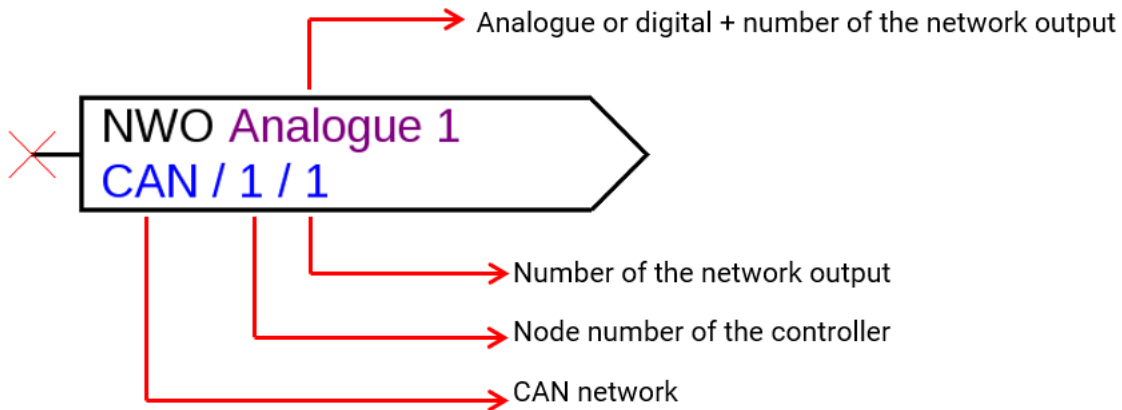 Analogue or digital + number of the network output
NWO Analogue 1
CAN / 1 / 1
Number of the network output
Node number of the controller
CAN network